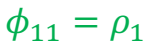 ϕ₁₁ = ρ₁